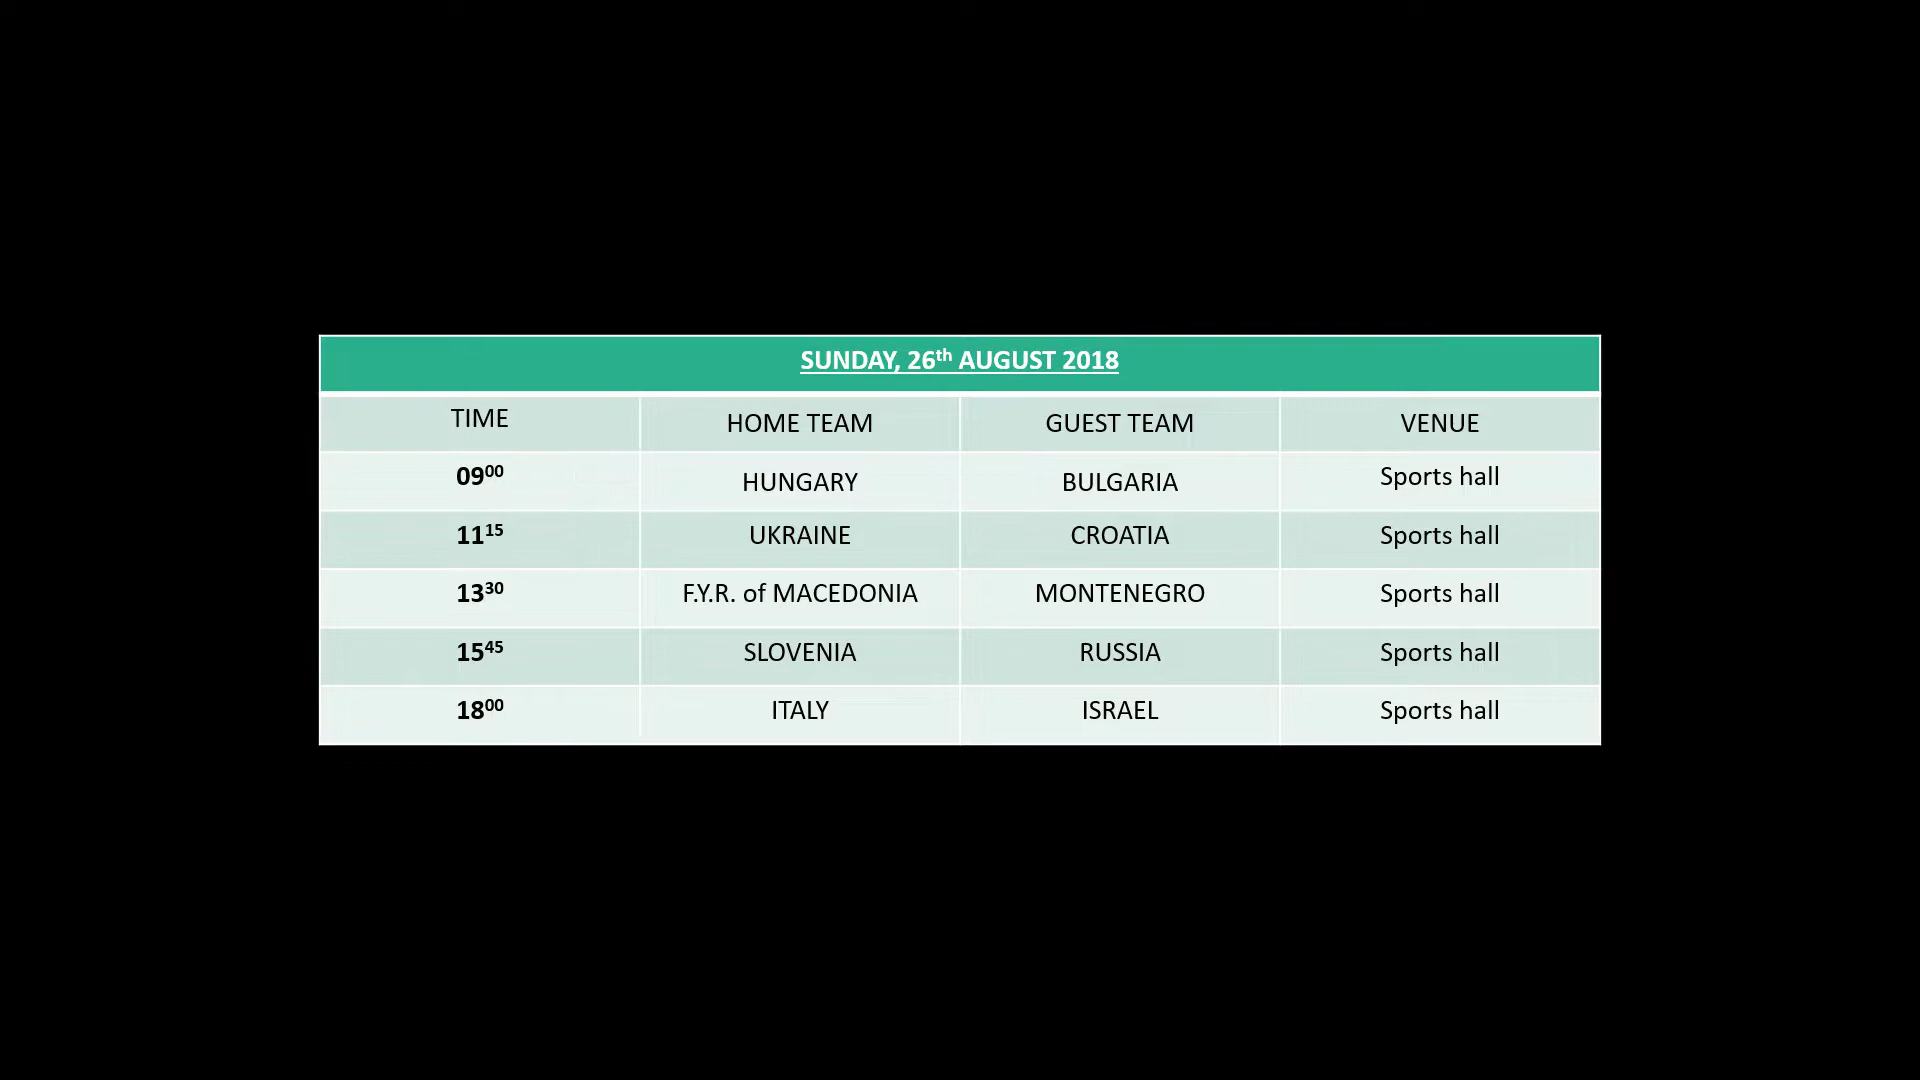 SUNDAY, 26th AUGUST 2018
TIME HOME TEAM GUEST TEAM VENUE
09⁰⁰ HUNGARY BULGARIA Sports hall
11¹⁵ UKRAINE CROATIA Sports hall
13³⁰ F.Y.R. of MACEDONIA MONTENEGRO Sports hall
15⁴⁵ SLOVENIA RUSSIA Sports hall
18⁰⁰ ITALY ISRAEL Sports hall